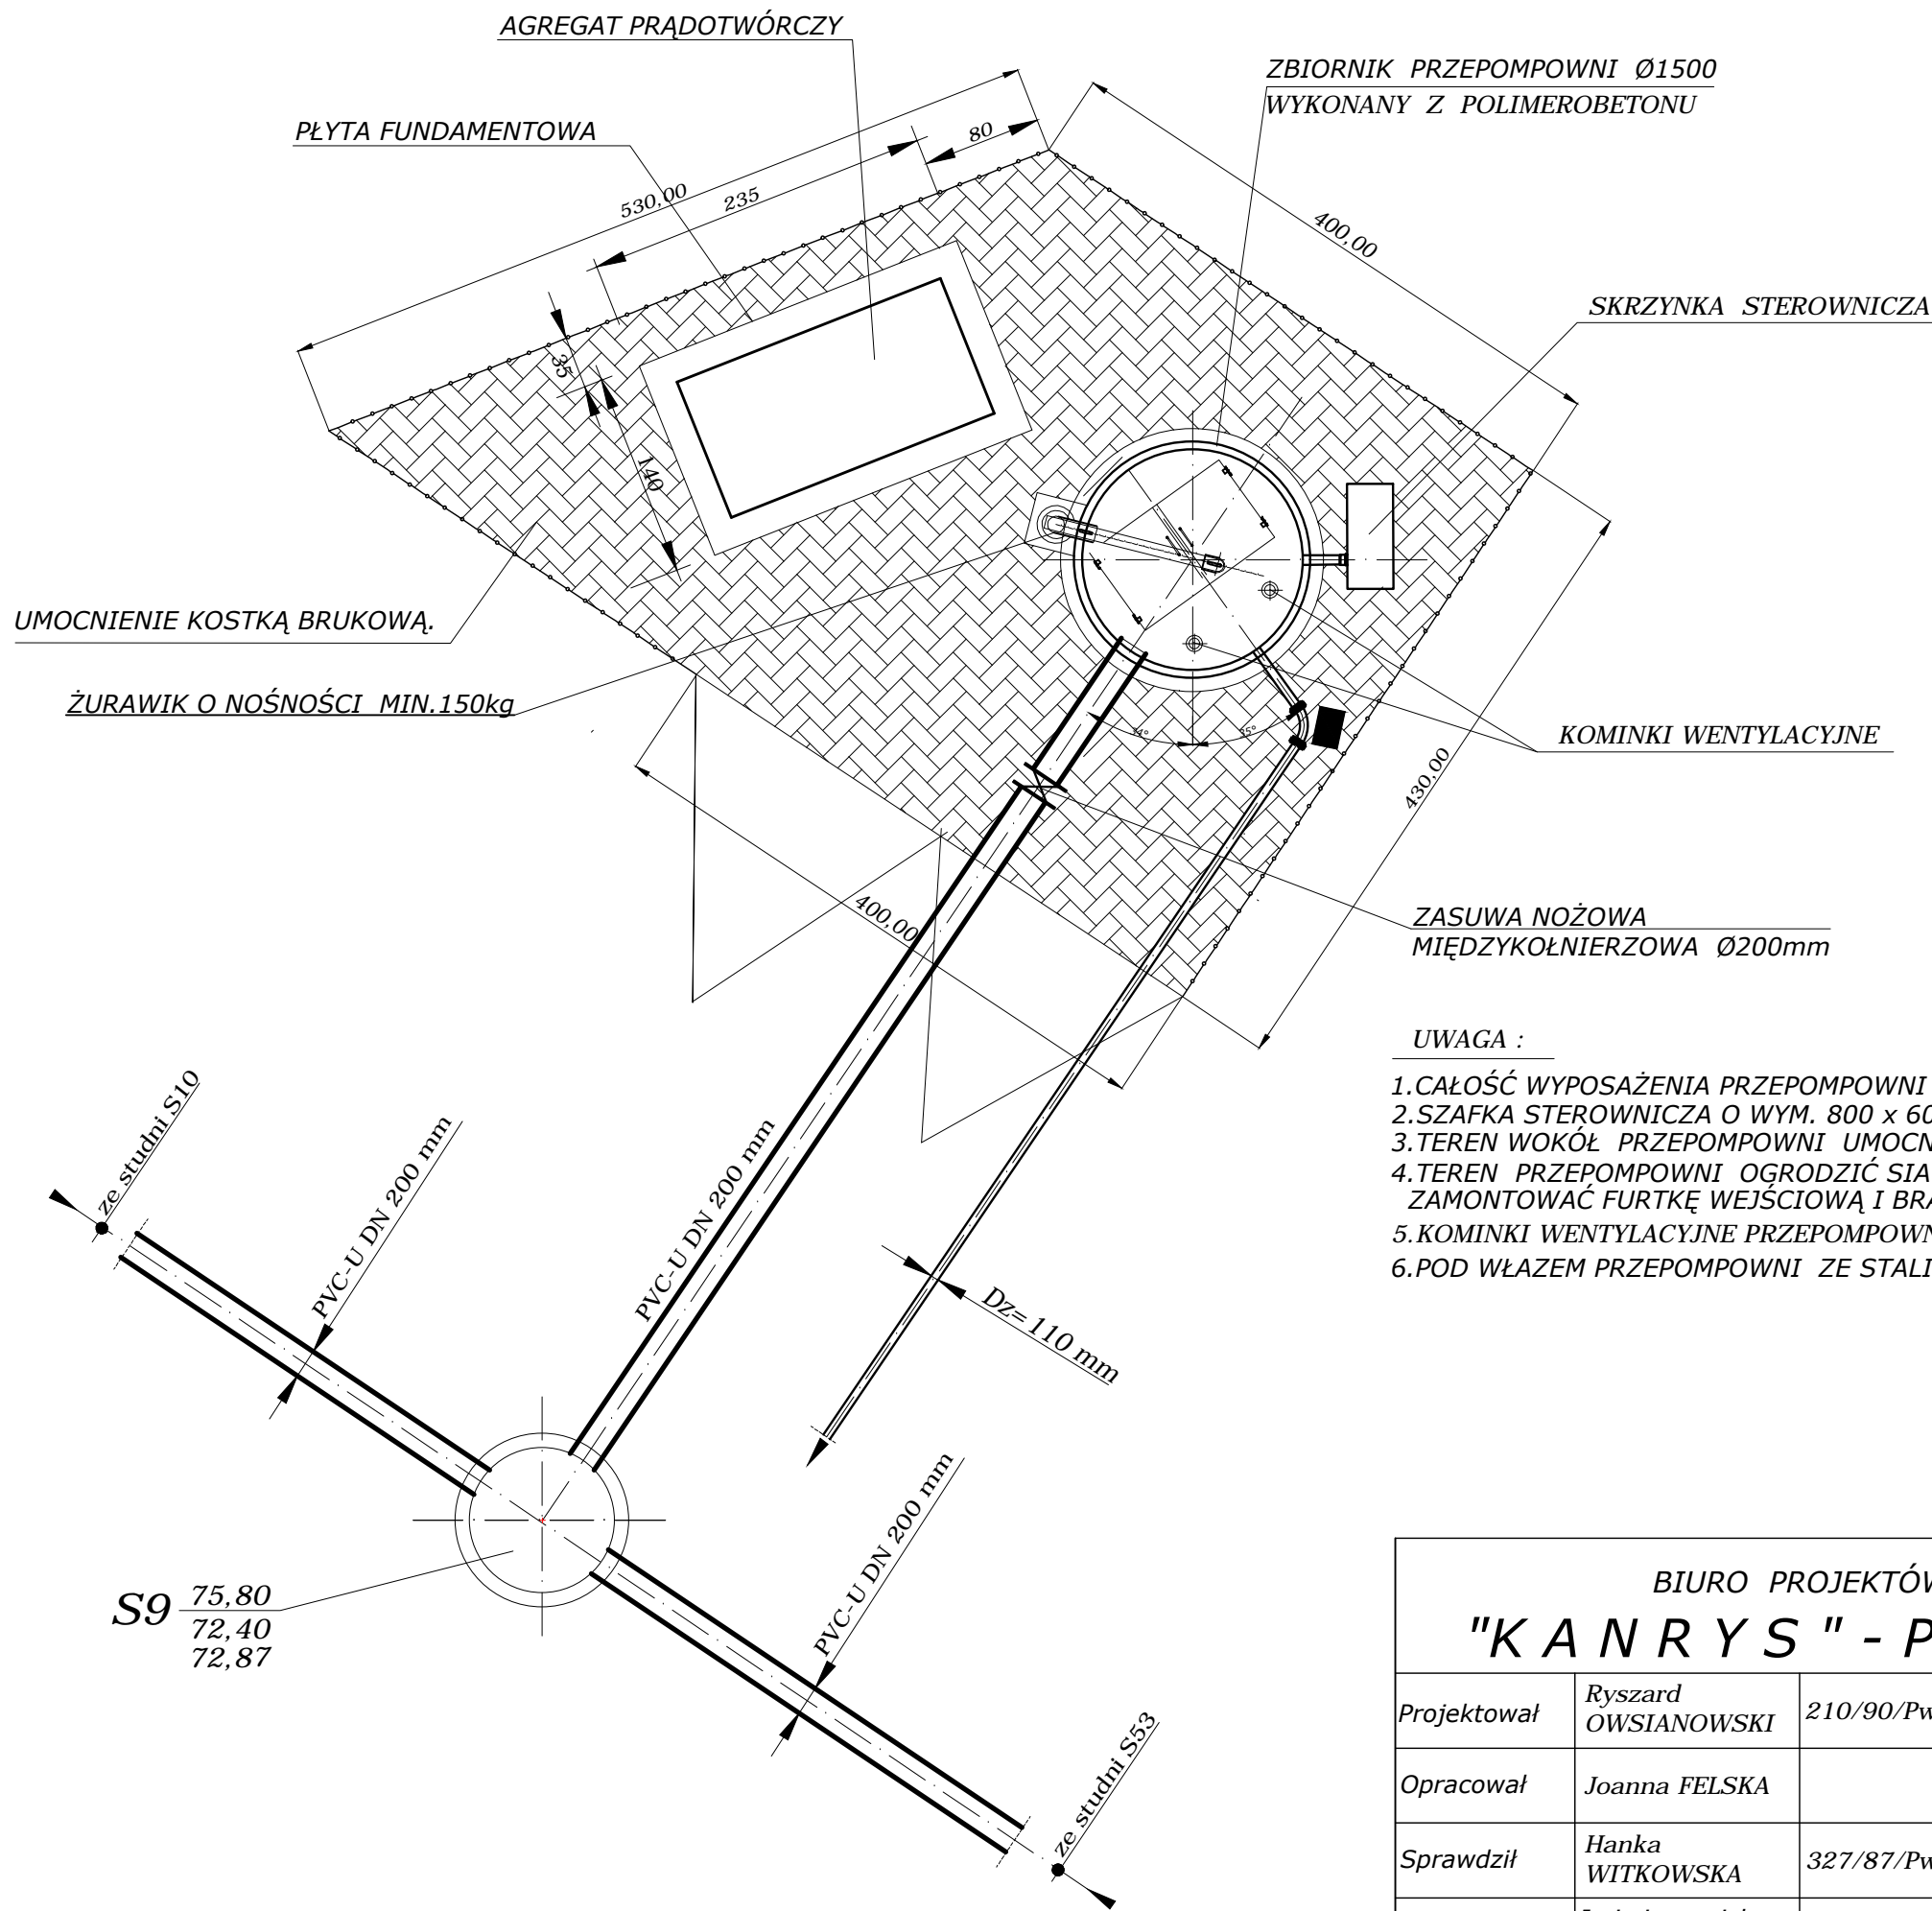 AGREGAT PRĄDOTWÓRCZY
ZBIORNIK PRZEPOMPOWNI Ø1500
WYKONANY Z POLIMEROBETONU
PŁYTA FUNDAMENTOWA
80
530,00
235
400,00
SKRZYNKA STEROWNICZA
35
140
UMOCNIENIE KOSTKĄ BRUKOWĄ.
ŻURAWIK O NOŚNOŚCI MIN.150kg
34°
35°
KOMINKI WENTYLACYJNE
430,00
400,00
ZASUWA NOŻOWA
MIĘDZYKOŁNIERZOWA Ø200mm
UWAGA :
1.CAŁOŚĆ WYPOSAŻENIA PRZEPOMPOWNI
2.SZAFKA STEROWNICZA O WYM. 800 x 60
3.TEREN WOKÓŁ PRZEPOMPOWNI UMOCN
4.TEREN PRZEPOMPOWNI OGRODZIĆ SIA
ZAMONTOWAĆ FURTKĘ WEJŚCIOWĄ I BRA
5.KOMINKI WENTYLACYJNE PRZEPOMPOWN
6.POD WŁAZEM PRZEPOMPOWNI ZE STALI
ze studni S10
PVC-U DN 200 mm
PVC-U DN 200 mm
Dz=110 mm
PVC-U DN 200 mm
S9 75,80
72,40
72,87
ze studni S53
BIURO PROJEKTÓW
"K A N R Y S " - P
Projektował Ryszard OWSIANOWSKI 210/90/Pw
Opracował Joanna FELSKA
Sprawdził Hanka WITKOWSKA 327/87/Pw